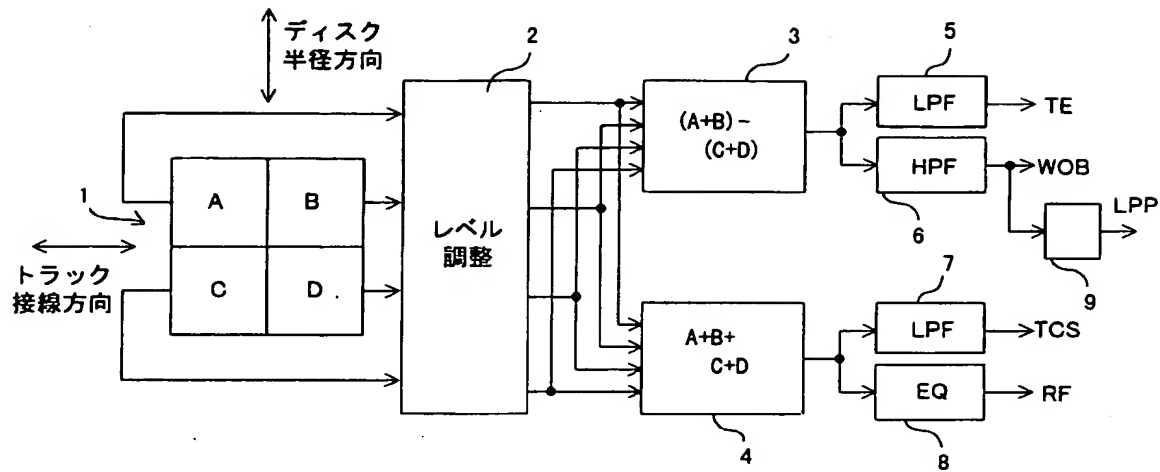 ディスク
半径方向
1
A
B
C
D
トラック
接線方向
2
レベル
調整
3
(A+B)-
(C+D)
4
A+B+
C+D
5
LPF
TE
HPF
6
WOB
LPP
9
7
LPF
TCS
EQ
8
RF